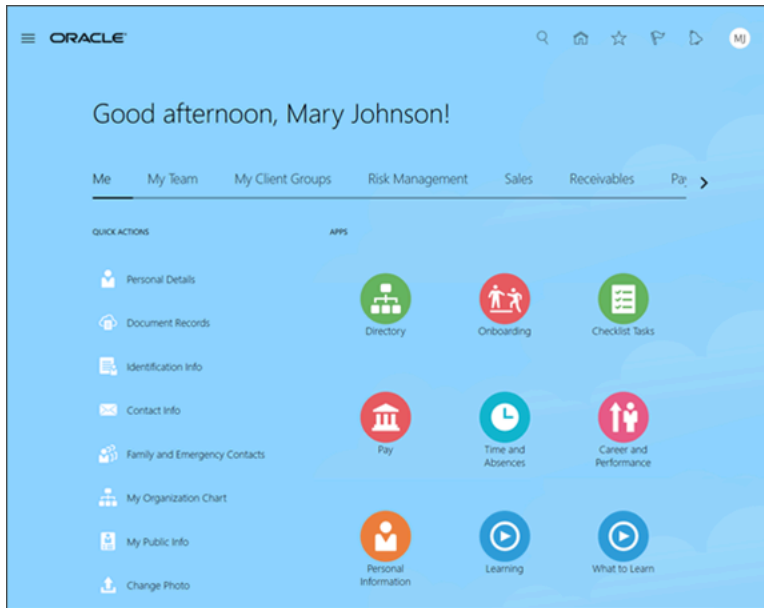 ORACLE
MJ
Good afternoon, Mary Johnson!
Me My Team My Client Groups Risk Management Sales Receivables
QUICK ACTIONS
Personal Details
Document Records
Identification Info
Contact Info
Family and Emergency Contacts
My Organization Chart
My Public Info
Change Photo
APPS
Directory
Onboarding
Checklist Tasks
Pay
Time and
Absences
Career and
Performance
Personal
Information
Learning
What to Learn